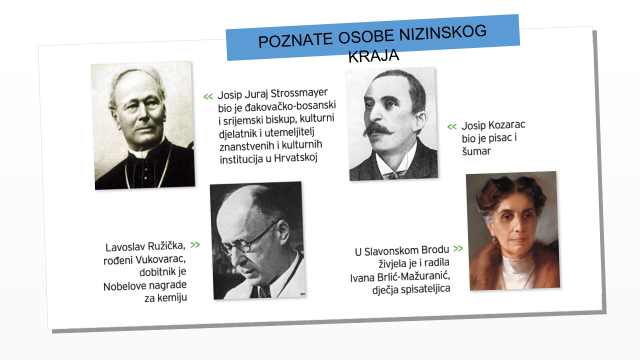 POZNATE OSOBE NIZINSKOG
KRAJA
<< Josip Juraj Strossmayer
bio je đakovačko-bosanski
i srijemski biskup, kulturni
djelatnik i utemeljitelj
znanstvenih i kulturnih
institucija u Hrvatskoj
<< Josip Kozarac
bio je pisac i
šumar
Lavoslav Ružička, >>
rođeni Vukovarac,
dobitnik je
Nobelove nagrade
za kemiju
U Slavonskom Brodu >>
živjela je i radila
Ivana Brlić-Mažuranić,
dječja spisateljica